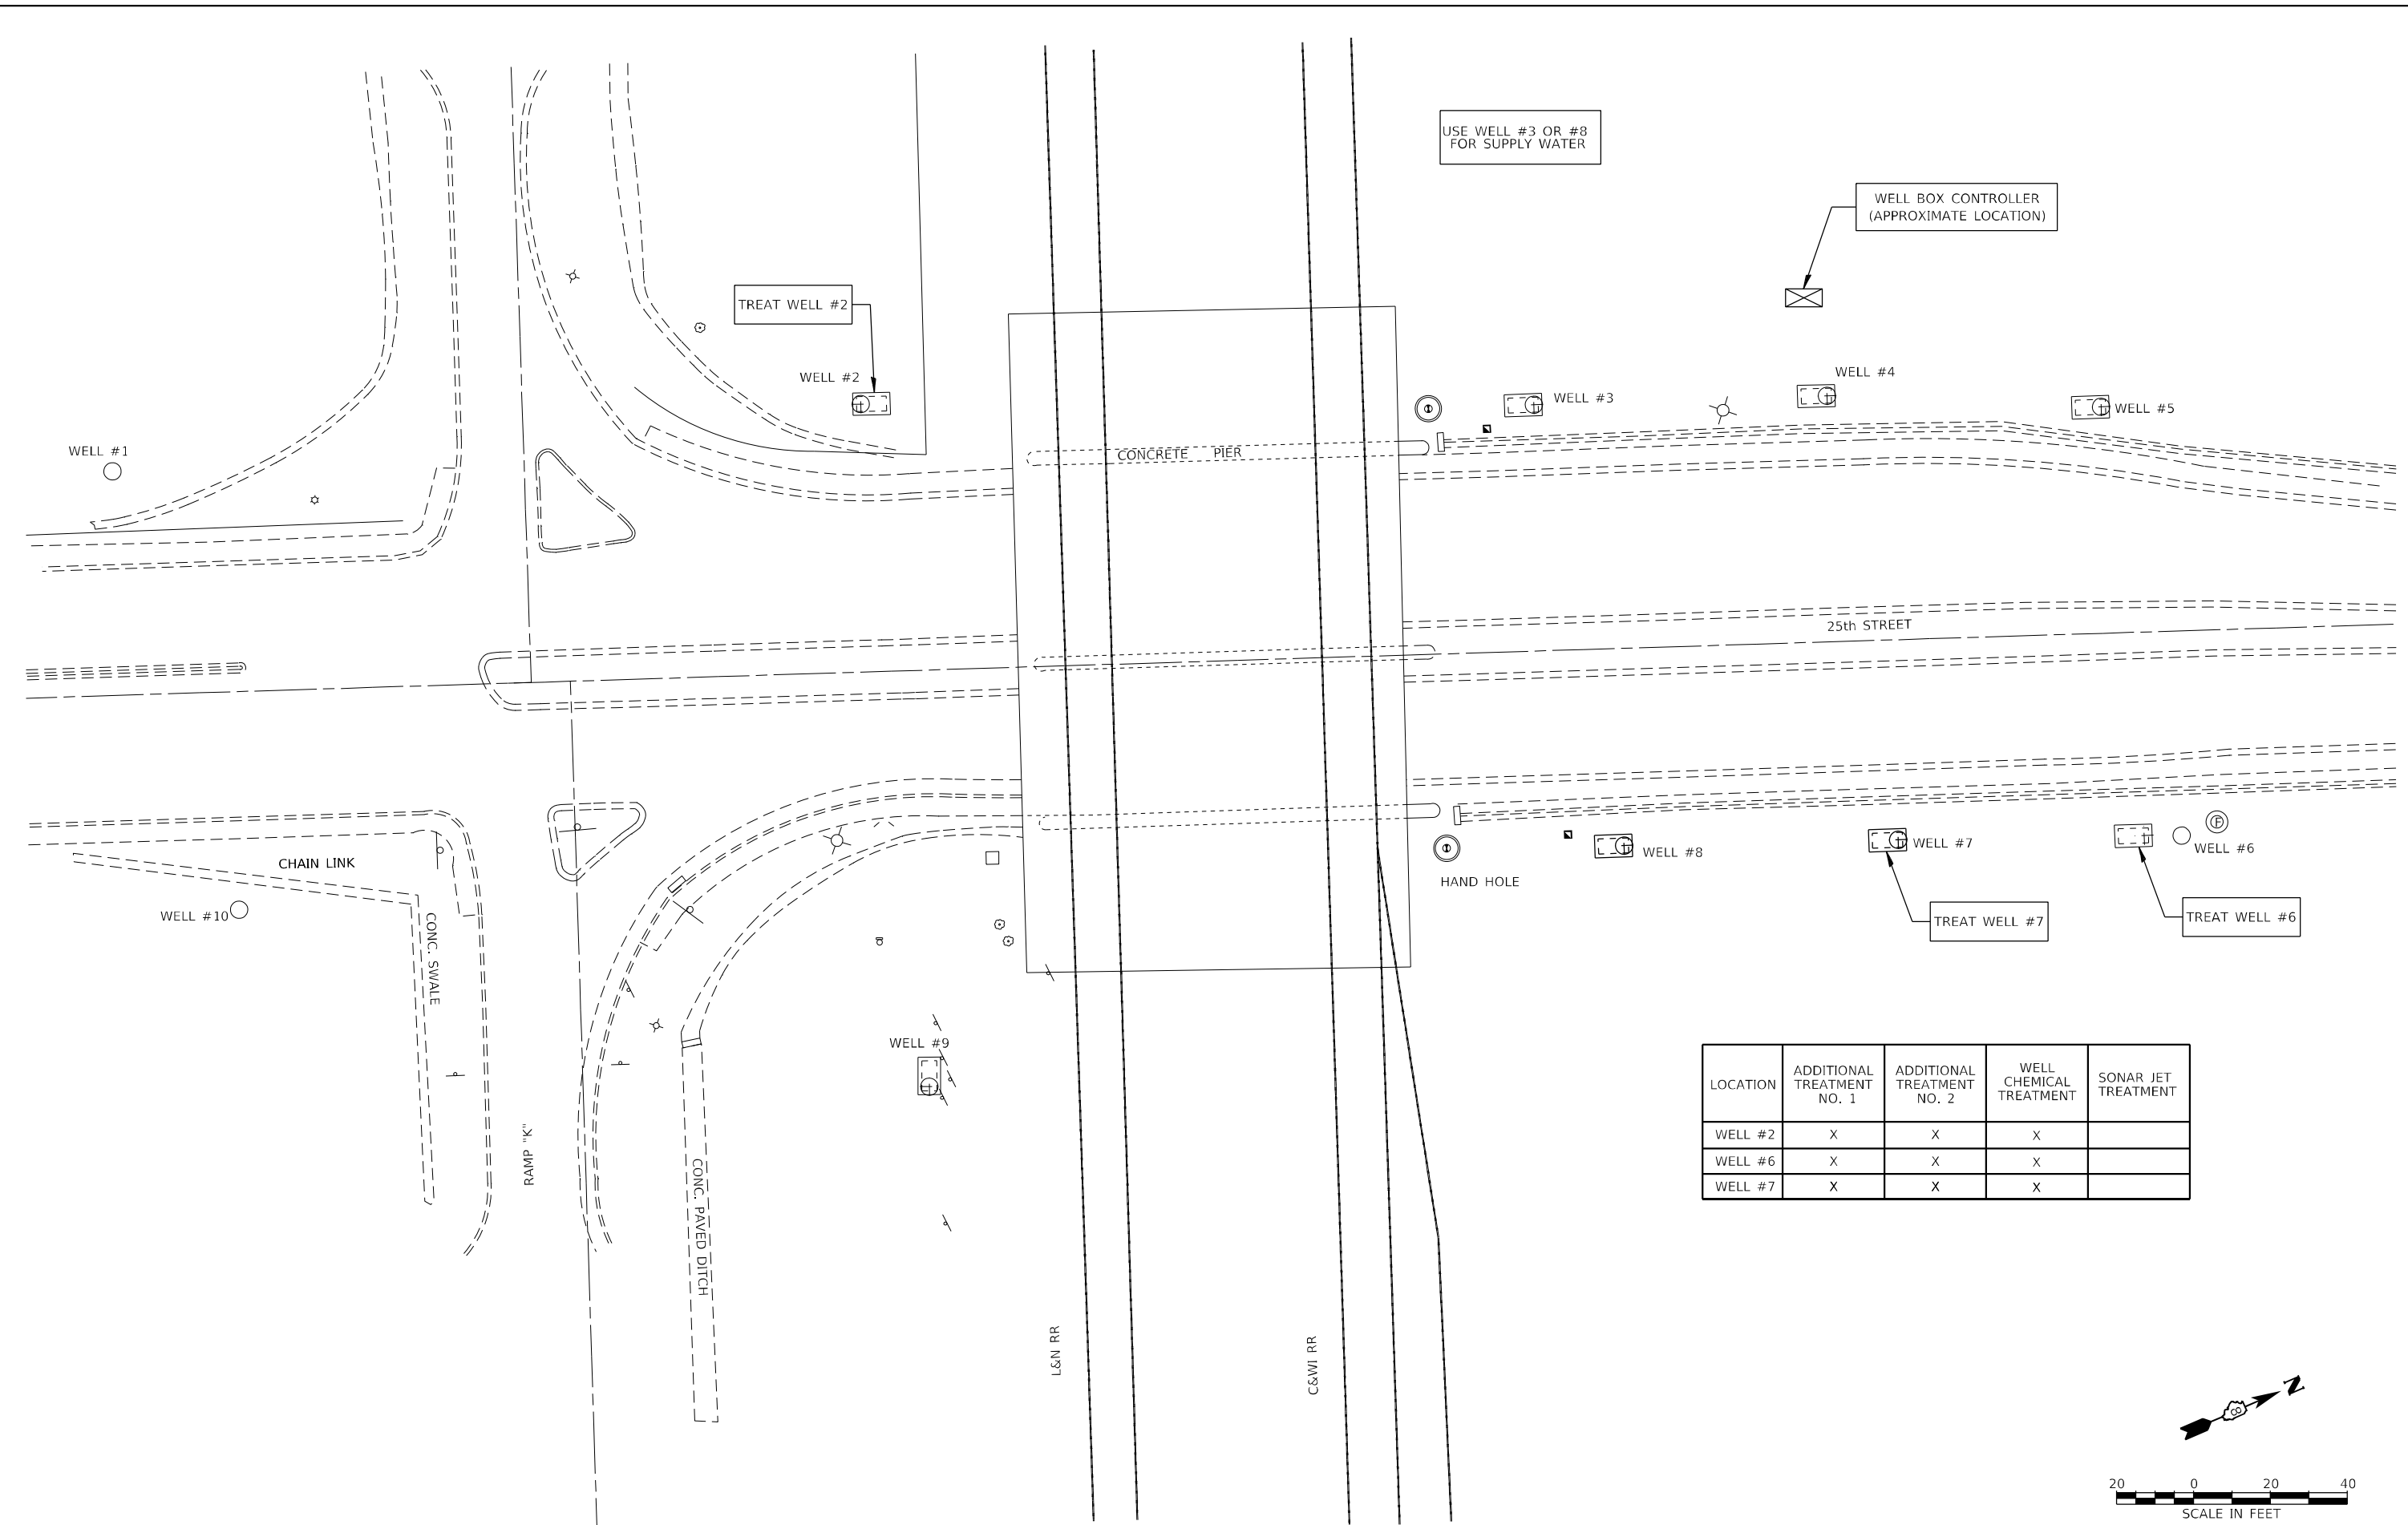 USE WELL #3 OR #8
FOR SUPPLY WATER
WELL BOX CONTROLLER
(APPROXIMATE LOCATION)
TREAT WELL #2
WELL #2
WELL #4
WELL #3
WELL #5
WELL #1
CONCRETE PIER
25th STREET
CHAIN LINK
WELL #10
CONC. SWALE
HAND HOLE
WELL #8
WELL #7
F
WELL #6
TREAT WELL #7
TREAT WELL #6
WELL #9
RAMP "K"
CONC. PAVED DITCH
L&N RR
C&WI RR
LOCATION
ADDITIONAL
TREATMENT
NO. 1
ADDITIONAL
TREATMENT
NO. 2
WELL
CHEMICAL
TREATMENT
SONAR JET
TREATMENT
WELL #2 X X X
WELL #6 X X X
WELL #7 X X X
N
20 0 20 40
SCALE IN FEET